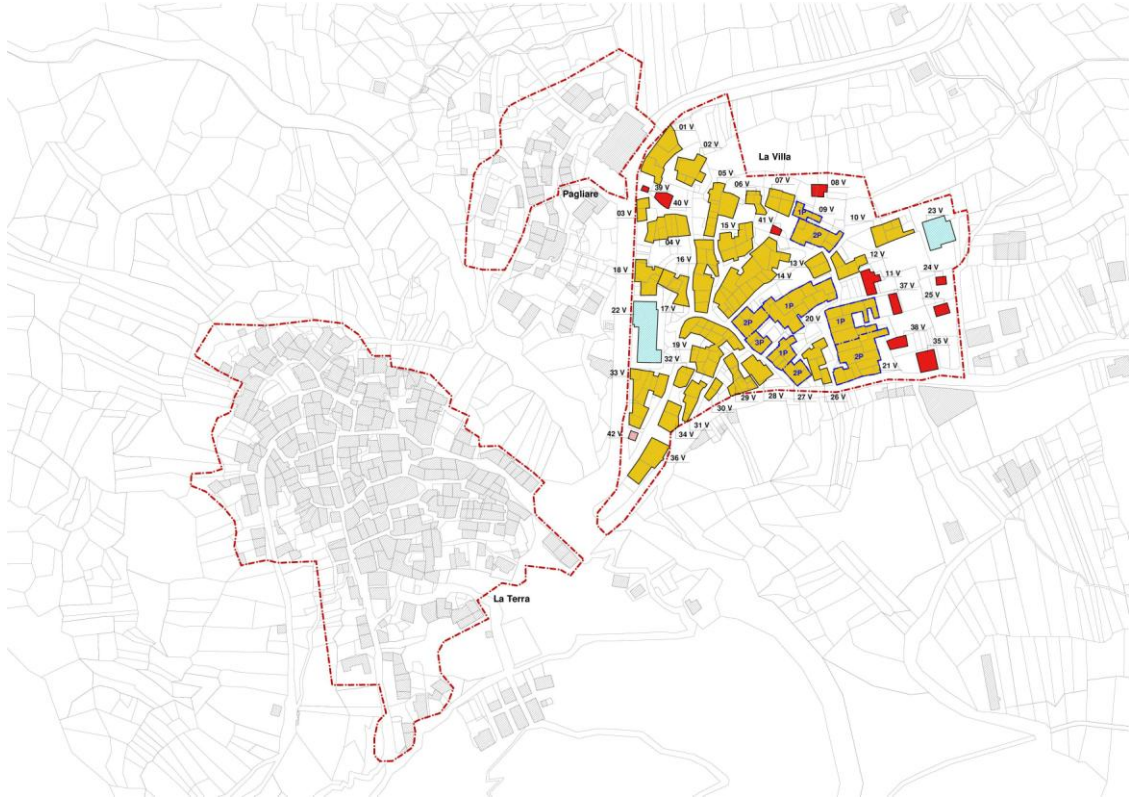 01 V
02 V
La Villa
05 V
06 V
07 V
08 V
39 V
Pagliare
40 V
03 V
1P
09 V
10 V
23 V
41 V
15 V
2P
04 V
16 V
12 V
13 V
18 V
14 V
11 V
24 V
37 V
25 V
17 V
22 V
1P
20 V
1P
2P
38 V
19 V
3P
35 V
32 V
1P
2P
33 V
2P
21 V
29 V
28 V
27 V
26 V
30 V
31 V
42 V
34 V
36 V
La Terra